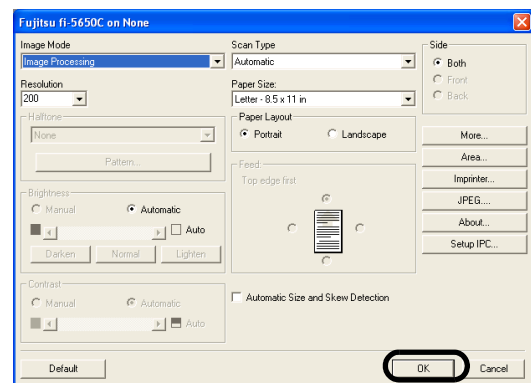 Fujitsu fi-5650C on None
Image Mode
Image Processing
Resolution
200
Halftone
None
Pattern...
Brightness
Manual
Automatic
Auto
Darken
Normal
Lighten
Contrast
Manual
Automatic
Auto
Scan Type
Automatic
Paper Size:
Letter - 8.5 x 11 in
Paper Layout
Portrait
Landscape
Feed:
Top edge first
Automatic Size and Skew Detection
Side
Both
Front
Back
More...
Area...
Imprinter...
JPEG....
About...
Setup IPC...
Default
OK
Cancel